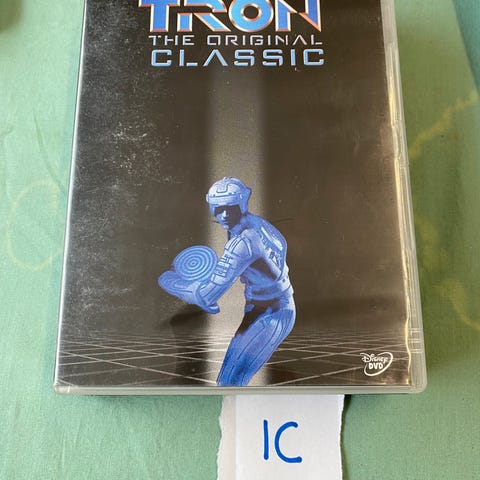 TRON
THE ORIGINAL
CLASSIC
DISNEY
DVD
1C